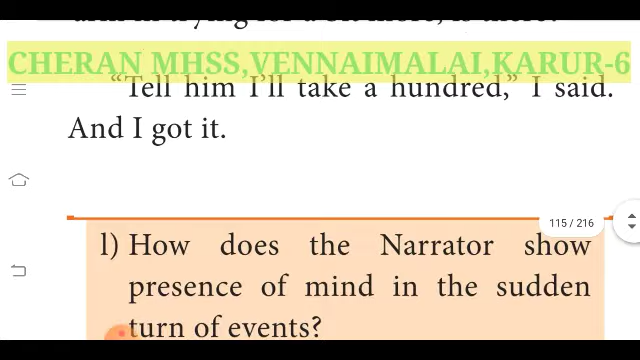 CHERAN MHSS,VENNAIMALAI,KARUR-6
“Tell him I’ll take a hundred,” I said.
And I got it.
115 / 216
l) How does the Narrator show
presence of mind in the sudden
turn of events?